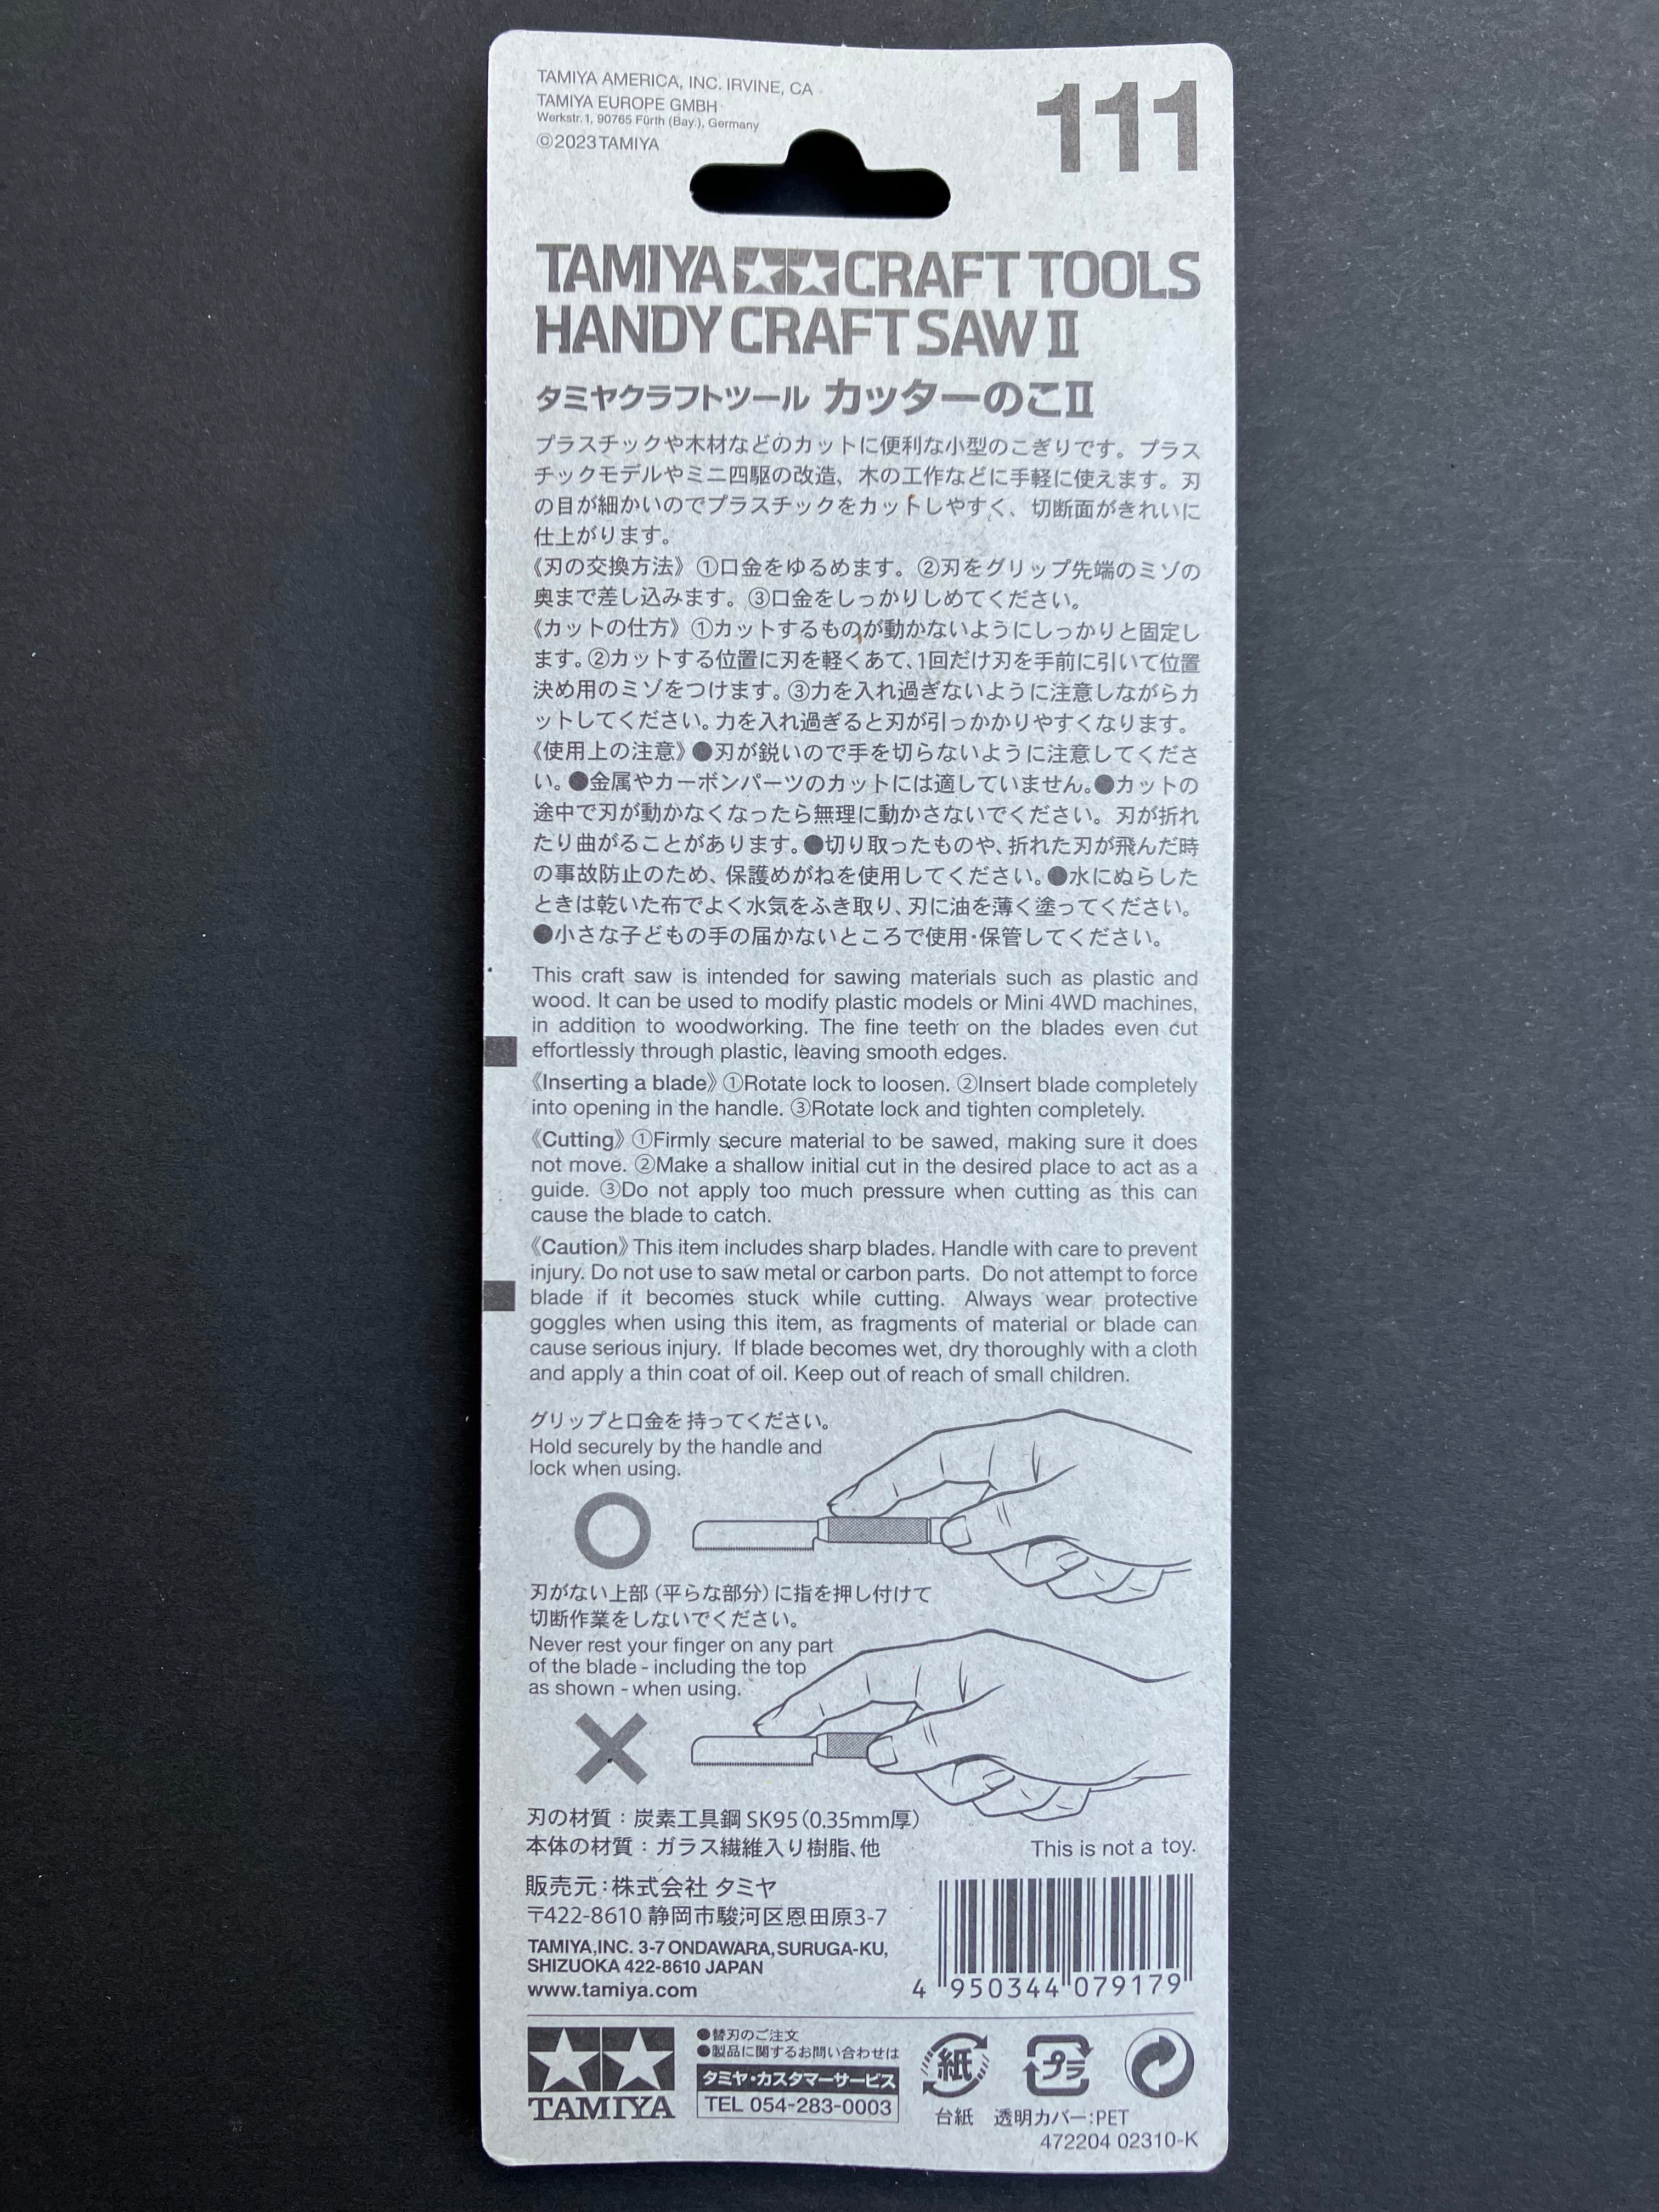 TAMIYA AMERICA, INC. IRVINE, CA
TAMIYA EUROPE GMBH
Werkstr. 1, 90765 Fürth (Bay.), Germany
©2023 TAMIYA
111
TAMIYA CRAFT TOOLS
HANDY CRAFT SAW Ⅱ
タミヤクラフトツール カッターのこⅡ
プラスチックや木材などのカットに便利な小型のこぎりです。プラス
チックモデルやミニ四駆の改造、木の工作などに手軽に使えます。刃
の目が細かいのでプラスチックをカットしやすく、切断面がきれいに
仕上がります。
《刃の交換方法》①口金をゆるめます。②刃をグリップ先端のミゾの
奥まで差し込みます。③口金をしっかりしめてください。
《カットの仕方》①カットするものが動かないようにしっかりと固定し
ます。②カットする位置に刃を軽くあて、1回だけ刃を手前に引いて位置
決め用のミゾをつけます。③力を入れ過ぎないように注意しながらカ
ットしてください。力を入れ過ぎると刃が引っかかりやすくなります。
《使用上の注意》●刃が鋭いので手を切らないように注意してくださ
い。●金属やカーボンパーツのカットには適していません。●カットの
途中で刃が動かなくなったら無理に動かさないでください。刃が折れ
たり曲がることがあります。●切り取ったものや、折れた刃が飛んだ時
の事故防止のため、保護めがねを使用してください。●水にぬらした
ときは乾いた布でよく水気をふき取り、刃に油を薄く塗ってください。
●小さな子どもの手の届かないところで使用・保管してください。
This craft saw is intended for sawing materials such as plastic and
wood. It can be used to modify plastic models or Mini 4WD machines,
in addition to woodworking. The fine teeth on the blades even cut
effortlessly through plastic, leaving smooth edges.
《Inserting a blade》①Rotate lock to loosen. ②Insert blade completely
into opening in the handle. ③Rotate lock and tighten completely.
《Cutting》①Firmly secure material to be sawed, making sure it does
not move. ②Make a shallow initial cut in the desired place to act as a
guide. ③Do not apply too much pressure when cutting as this can
cause the blade to catch.
《Caution》This item includes sharp blades. Handle with care to prevent
injury. Do not use to saw metal or carbon parts. Do not attempt to force
blade if it becomes stuck while cutting. Always wear protective
goggles when using this item, as fragments of material or blade can
cause serious injury. If blade becomes wet, dry thoroughly with a cloth
and apply a thin coat of oil. Keep out of reach of small children.
グリップと口金を持ってください。
Hold securely by the handle and
lock when using.
刃がない上部(平らな部分)に指を押し付けて
切断作業をしないでください。
Never rest your finger on any part
of the blade - including the top
as shown - when using.
刃の材質:炭素工具鋼 SK95(0.35mm厚)
本体の材質:ガラス繊維入り樹脂、他
This is not a toy.
販売元:株式会社 タミヤ
〒422-8610 静岡市駿河区恩田原3-7
TAMIYA,INC. 3-7 ONDAWARA, SURUGA-KU,
SHIZUOKA 422-8610 JAPAN
www.tamiya.com
4 950344 079179
TAMIYA
●替刃のご注文
●製品に関するお問い合わせは
タミヤ・カスタマーサービス
TEL 054-283-0003
紙
プラ
台紙 透明カバー:PET
472204 02310-K